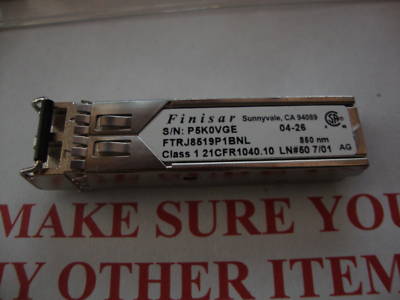 Finisar Sunnyvale, CA 94089
S/N: P5K0VGE 04-26
FTRJ8519P1BNL 850 nm
Class 1 21CFR1040.10 LN#50 7/01 AG
MAKE SURE YOU
NY OTHER ITEM